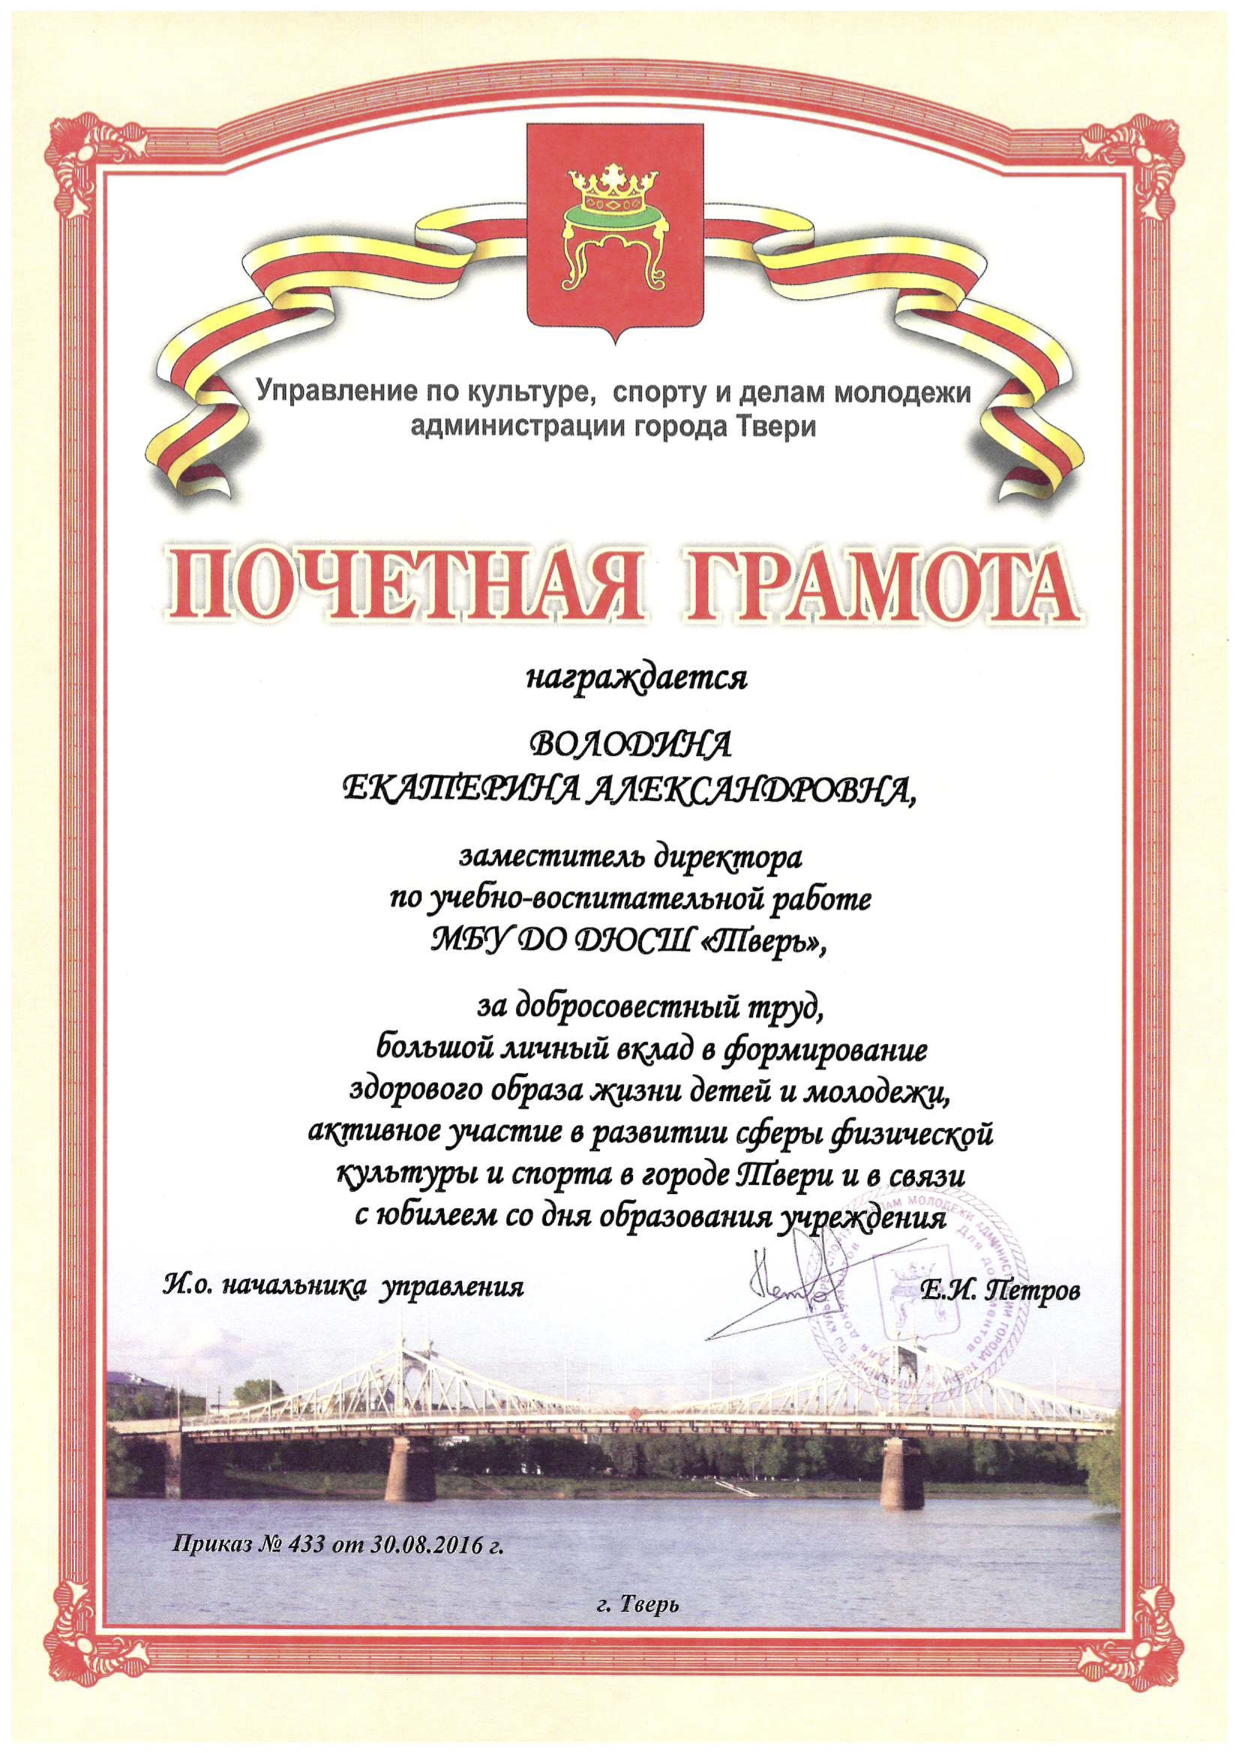 Управление по культуре, спорту и делам молодежи
администрации города Твери
ПОЧЕТНАЯ ГРАМОТА
награждается
ВОЛОДИНА
ЕКАТЕРИНА АЛЕКСАНДРОВНА,
заместитель директора
по учебно-воспитательной работе
МБУ ДО ДЮСШ «Тверь»,
за добросовестный труд,
большой личный вклад в формирование
здорового образа жизни детей и молодежи,
активное участие в развитии сферы физической
культуры и спорта в городе Твери и в связи
с юбилеем со дня образования учреждения
И.о. начальника управления
Е.И. Петров
Для документов
Приказ № 433 от 30.08.2016 г.
г. Тверь